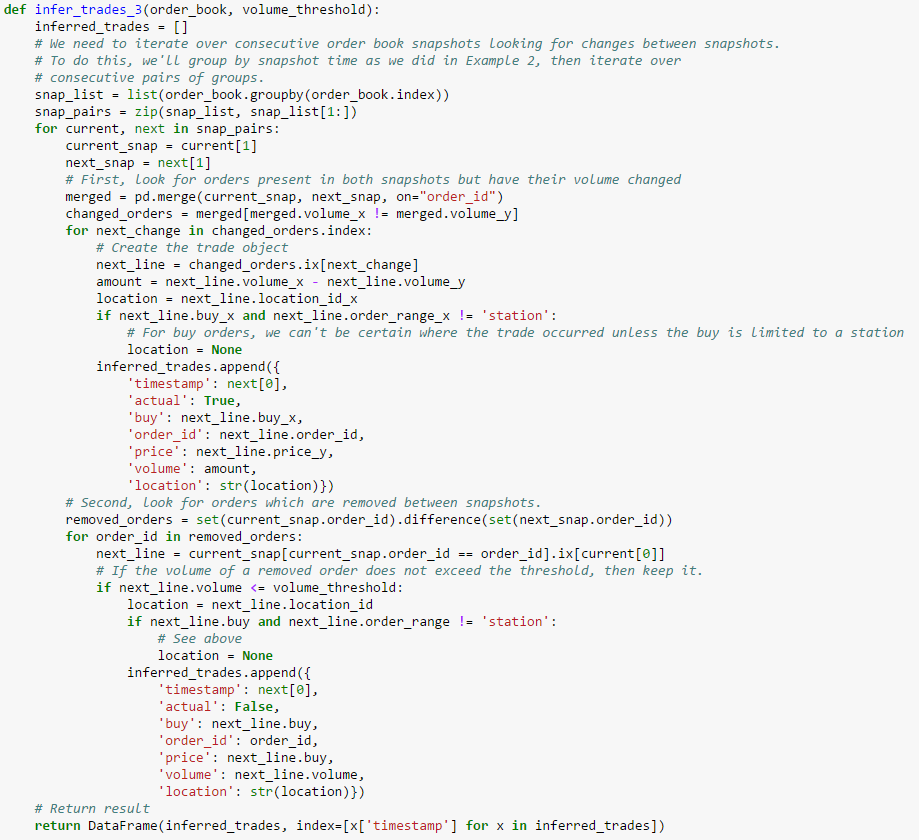 def infer_trades_3(order_book, volume_threshold):
    inferred_trades = []
    # We need to iterate over consecutive order book snapshots looking for changes between snapshots.
    # To do this, we'll group by snapshot time as we did in Example 2, then iterate over
    # consecutive pairs of groups.
    snap_list = list(order_book.groupby(order_book.index))
    snap_pairs = zip(snap_list, snap_list[1:])
    for current, next in snap_pairs:
        current_snap = current[1]
        next_snap = next[1]
        # First, look for orders present in both snapshots but have their volume changed
        merged = pd.merge(current_snap, next_snap, on="order_id")
        changed_orders = merged[merged.volume_x != merged.volume_y]
        for next_change in changed_orders.index:
            # Create the trade object
            next_line = changed_orders.ix[next_change]
            amount = next_line.volume_x - next_line.volume_y
            location = next_line.location_id_x
            if next_line.buy_x and next_line.order_range_x != 'station':
                # For buy orders, we can't be certain where the trade occurred unless the buy is limited to a station
                location = None
            inferred_trades.append({
                'timestamp': next[0],
                'actual': True,
                'buy': next_line.buy_x,
                'order_id': next_line.order_id,
                'price': next_line.price_y,
                'volume': amount,
                'location': str(location)})
        # Second, look for orders which are removed between snapshots.
        removed_orders = set(current_snap.order_id).difference(set(next_snap.order_id))
        for order_id in removed_orders:
            next_line = current_snap[current_snap.order_id == order_id].ix[current[0]]
            # If the volume of a removed order does not exceed the threshold, then keep it.
            if next_line.volume <= volume_threshold:
                location = next_line.location_id
                if next_line.buy and next_line.order_range != 'station':
                    # See above
                    location = None
                inferred_trades.append({
                    'timestamp': next[0],
                    'actual': False,
                    'buy': next_line.buy,
                    'order_id': order_id,
                    'price': next_line.buy,
                    'volume': next_line.volume,
                    'location': str(location)})
    # Return result
    return DataFrame(inferred_trades, index=[x['timestamp'] for x in inferred_trades])